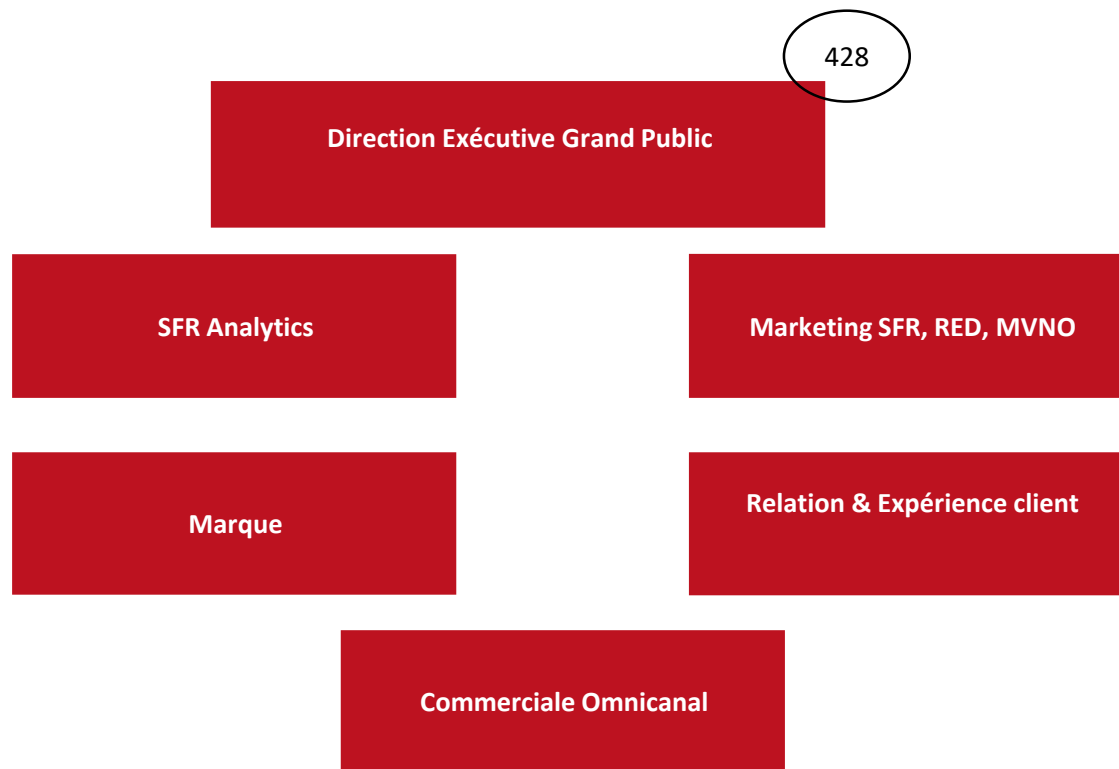 428
Direction Exécutive Grand Public
SFR Analytics
Marketing SFR, RED, MVNO
Marque
Relation & Expérience client
Commerciale Omnicanal